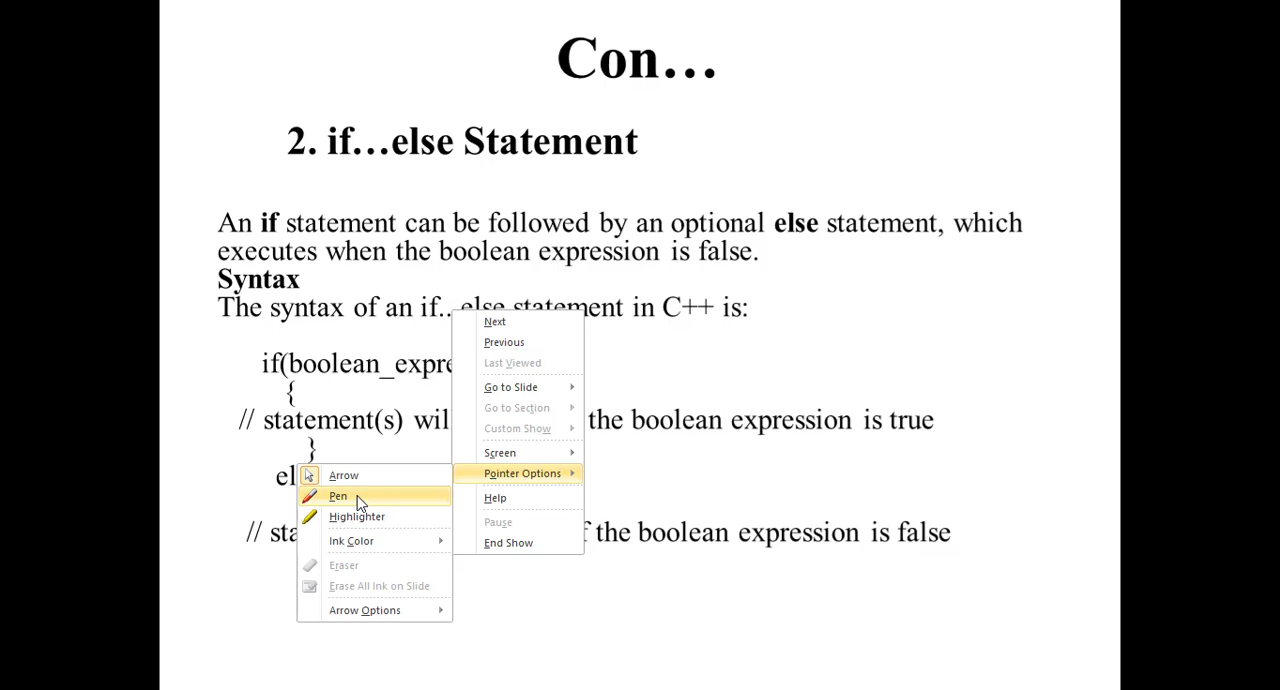 Con…
2. if…else Statement
An if statement can be followed by an optional else statement, which
executes when the boolean expression is false.
Syntax
The syntax of an if...else statement in C++ is:
if(boolean_expre
{
// statement(s) wil the boolean expression is true
}
el
// sta f the boolean expression is false
Next
Previous
Last Viewed
Go to Slide
Go to Section
Custom Show
Screen
Pointer Options
Help
Pause
End Show
Arrow
Pen
Highlighter
Ink Color
Eraser
Erase All Ink on Slide
Arrow Options